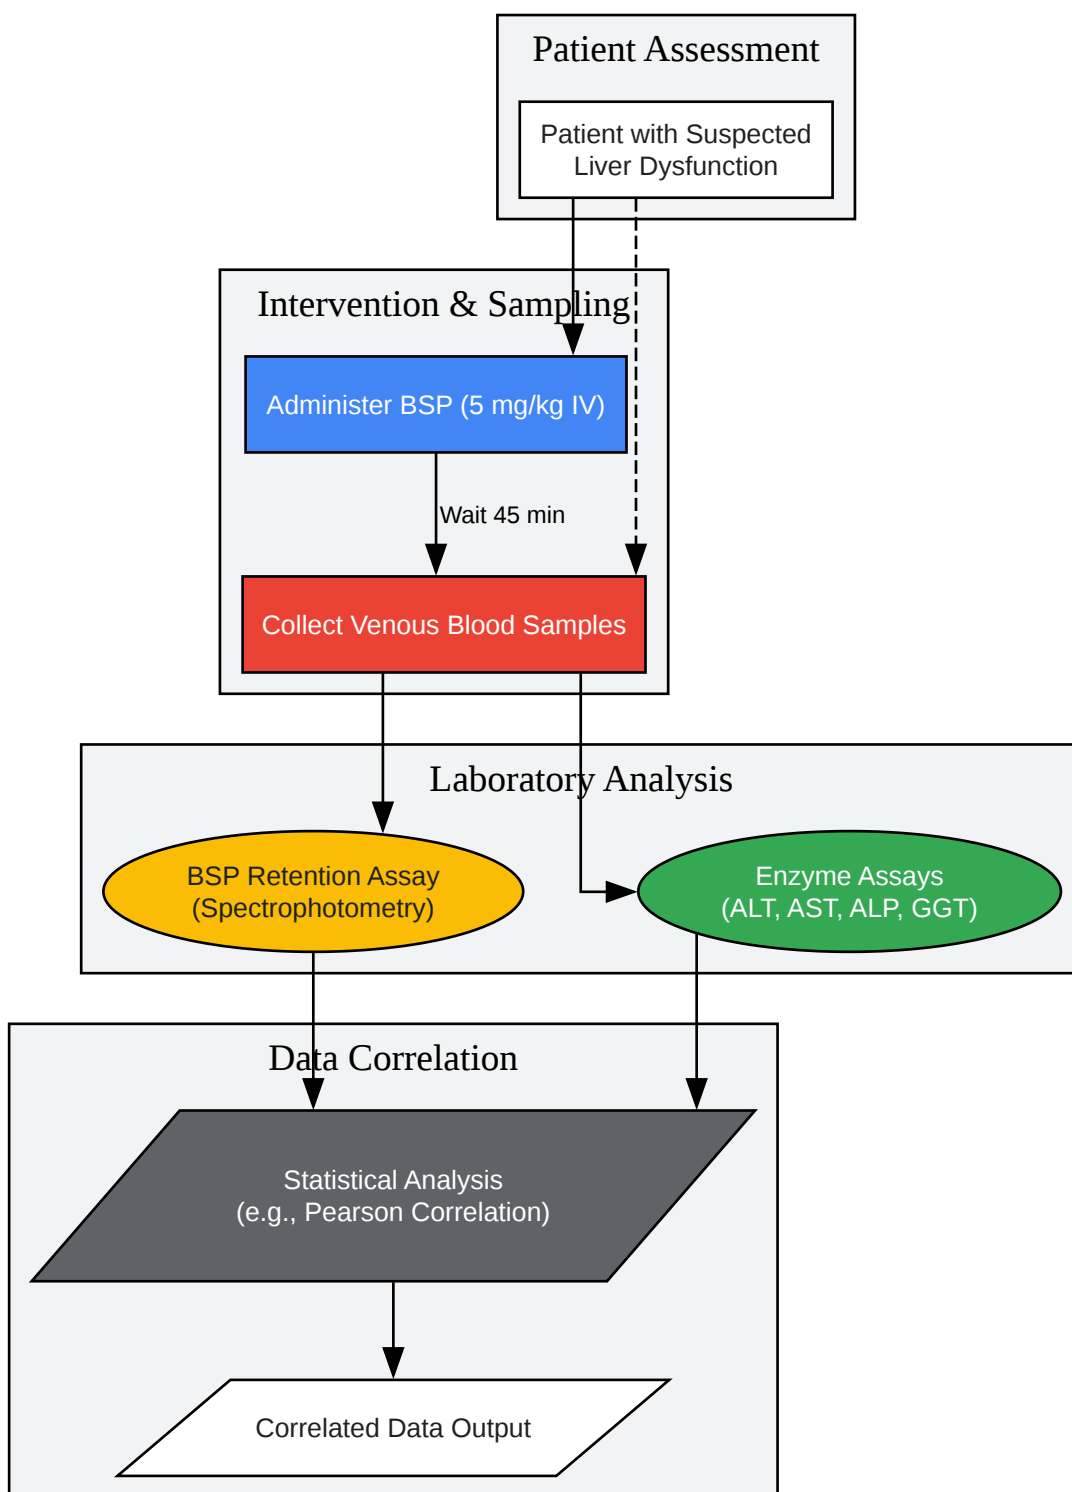 Patient Assessment
Patient with Suspected
Liver Dysfunction
Intervention & Sampling
Administer BSP (5 mg/kg IV)
Wait 45 min
Collect Venous Blood Samples
Laboratory Analysis
BSP Retention Assay
(Spectrophotometry)
Enzyme Assays
(ALT, AST, ALP, GGT)
Data Correlation
Statistical Analysis
(e.g., Pearson Correlation)
Correlated Data Output